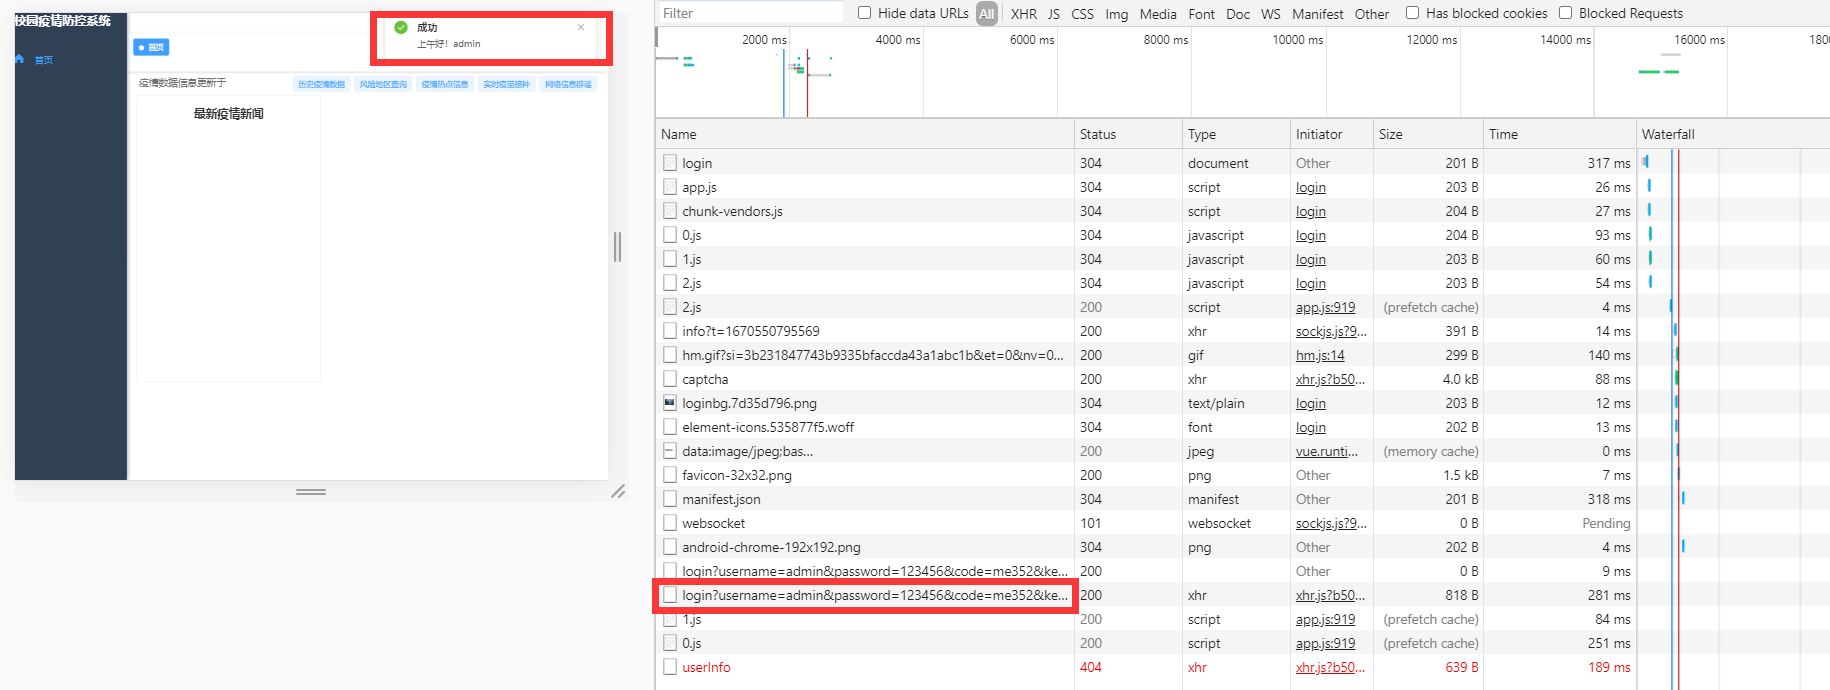 校园疫情防控系统
首页
首页
成功
上午好！admin
疫情数据信息更新于
历史疫情数据
风险地区查询
疫情热点信息
实时疫苗接种
网络信息辟谣
最新疫情新闻
Filter
Hide data URLs
All XHR JS CSS Img Media Font Doc WS Manifest Other
Has blocked cookies
Blocked Requests
2000 ms 4000 ms 6000 ms 8000 ms 10000 ms 12000 ms 14000 ms 16000 ms 180
Name Status Type Initiator Size Time Waterfall
login 304 document Other 201 B 317 ms
app.js 304 script login 203 B 26 ms
chunk-vendors.js 304 script login 204 B 27 ms
0.js 304 javascript login 204 B 93 ms
1.js 304 javascript login 203 B 60 ms
2.js 304 javascript login 203 B 54 ms
2.js 200 script app.js:919 (prefetch cache) 4 ms
info?t=1670550795569 200 xhr sockjs.js?9... 391 B 14 ms
hm.gif?si=3b231847743b9335bfaccda43a1abc1b&et=0&nv=0... 200 gif hm.js:14 299 B 140 ms
captcha 200 xhr xhr.js?b50... 4.0 kB 88 ms
loginbg.7d35d796.png 304 text/plain login 203 B 12 ms
element-icons.535877f5.woff 304 font login 202 B 13 ms
data:image/jpeg;bas... 200 jpeg vue.runti... (memory cache) 0 ms
favicon-32x32.png 200 png Other 1.5 kB 7 ms
manifest.json 304 manifest Other 201 B 318 ms
websocket 101 websocket sockjs.js?9... 0 B Pending
android-chrome-192x192.png 304 png Other 202 B 4 ms
login?username=admin&password=123456&code=me352&ke... 200 Other 0 B 9 ms
login?username=admin&password=123456&code=me352&ke... 200 xhr xhr.js?b50... 818 B 281 ms
1.js 200 script app.js:919 (prefetch cache) 84 ms
0.js 200 script app.js:919 (prefetch cache) 251 ms
userInfo 404 xhr xhr.js?b50... 639 B 189 ms